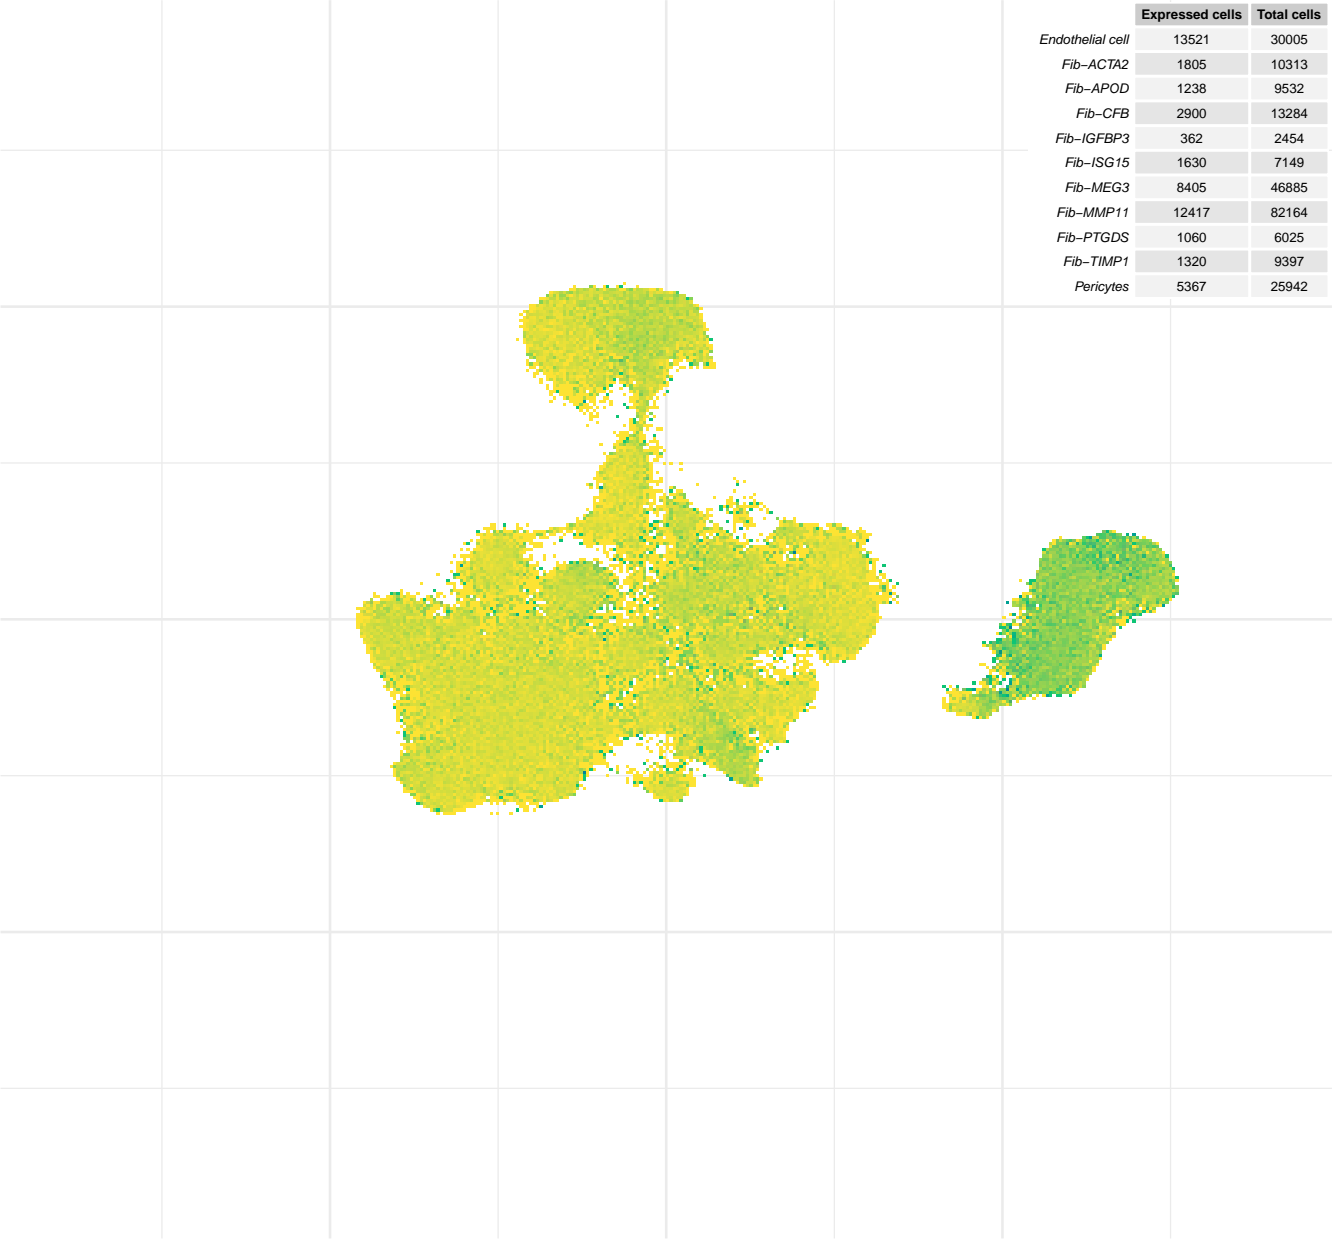 Expressed cells Total cells
Endothelial cell 13521 30005
Fib−ACTA2 1805 10313
Fib−APOD 1238 9532
Fib−CFB 2900 13284
Fib−IGFBP3 362 2454
Fib−ISG15 1630 7149
Fib−MEG3 8405 46885
Fib−MMP11 12417 82164
Fib−PTGDS 1060 6025
Fib−TIMP1 1320 9397
Pericytes 5367 25942